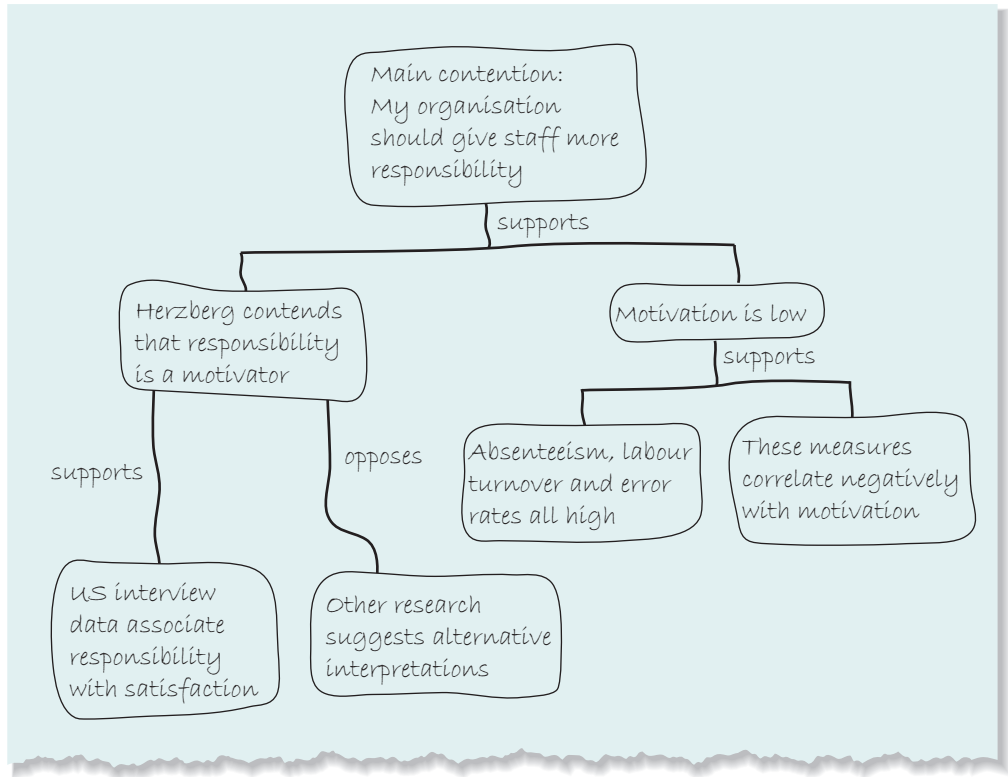 Main contention:
My organisation
should give staff more
responsibility
supports
Herzberg contends
that responsibility
is a motivator
Motivation is low
supports
supports
opposes
Absenteeism, labour
turnover and error
rates all high
These measures
correlate negatively
with motivation
US interview
data associate
responsibility
with satisfaction
Other research
suggests alternative
interpretations